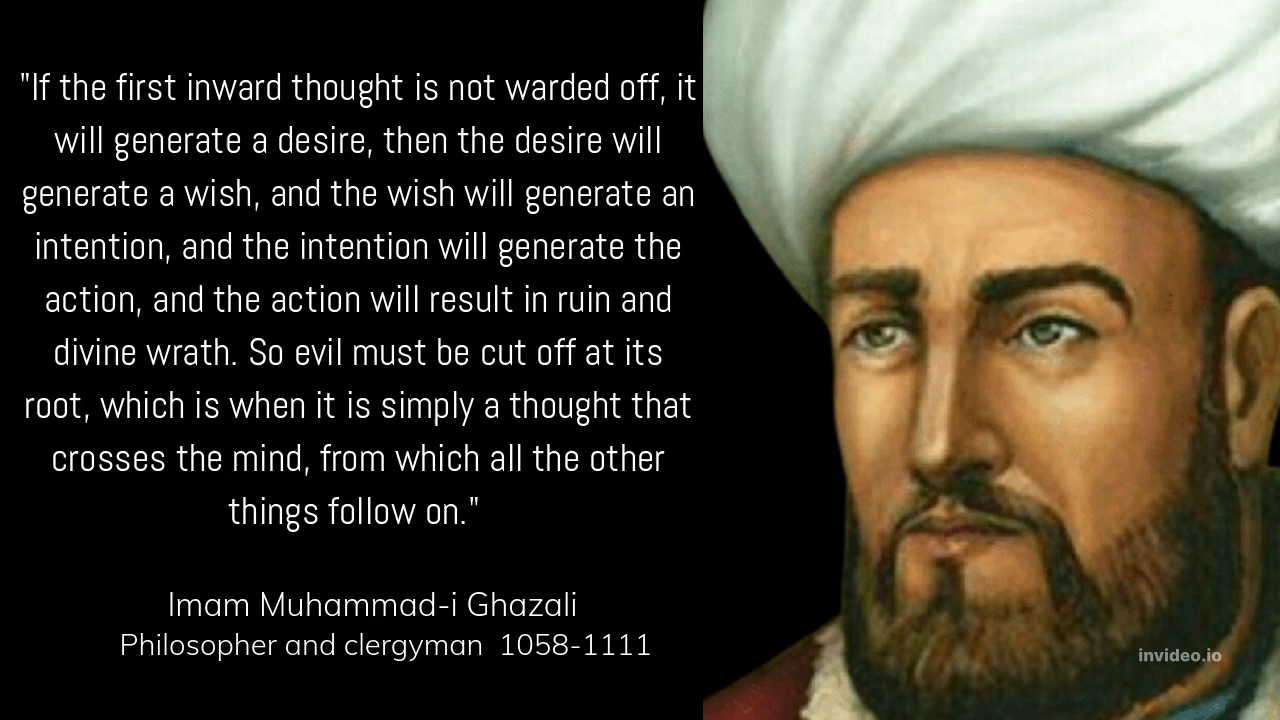 "If the first inward thought is not warded off, it
will generate a desire, then the desire will
generate a wish, and the wish will generate an
intention, and the intention will generate the
action, and the action will result in ruin and
divine wrath. So evil must be cut off at its
root, which is when it is simply a thought that
crosses the mind, from which all the other
things follow on."
Imam Muhammad-i Ghazali
Philosopher and clergyman 1058-1111
invideo.io